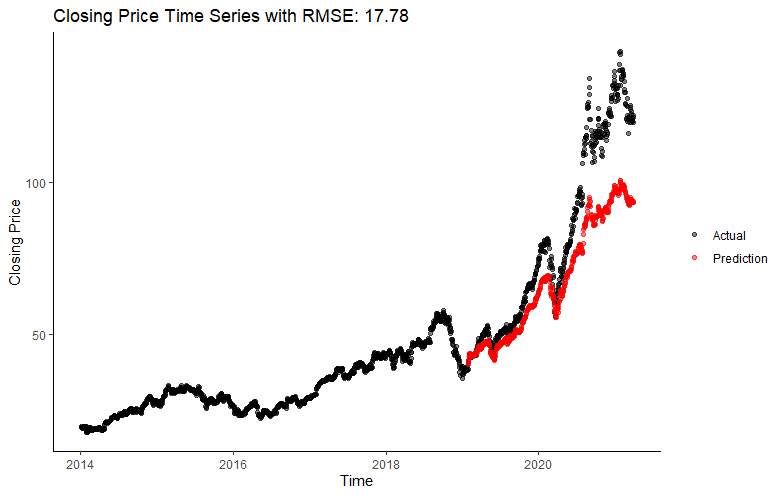 Closing Price Time Series with RMSE: 17.78
100
50
Closing Price
Actual
Prediction
2014 2016 2018 2020
Time